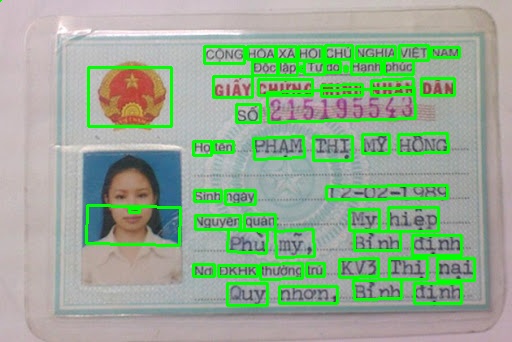 CỘNG HÒA XÃ HỘI CHỦ NGHĨA VIỆT NAM
Độc lập - Tự do - Hạnh phúc
GIẤY CHỨNG MINH NHÂN DÂN
SỐ 215195543
Họ tên PHẠM THỊ MỸ HỒNG
Sinh ngày 12-02-1989
Nguyên quán My hiệp
Phù mỹ, Bình định
Nơi ĐKHK thường trú KV3 Thị nại
Quy nhơn, Bình định